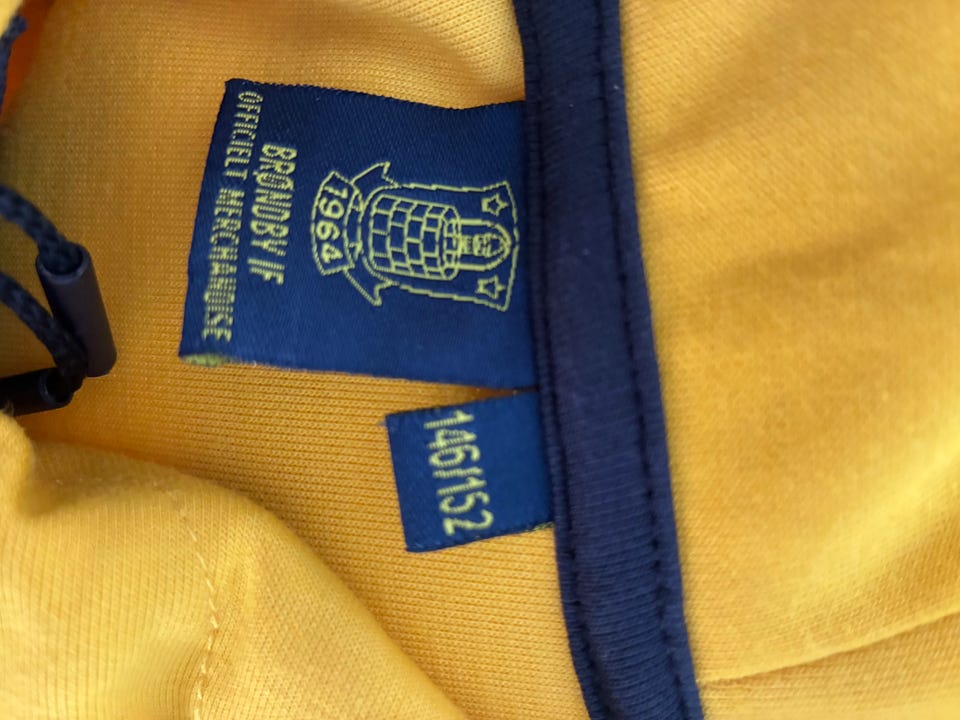 1964
BRØNDBY IF
OFFICIELT MERCHANDISE
146/152